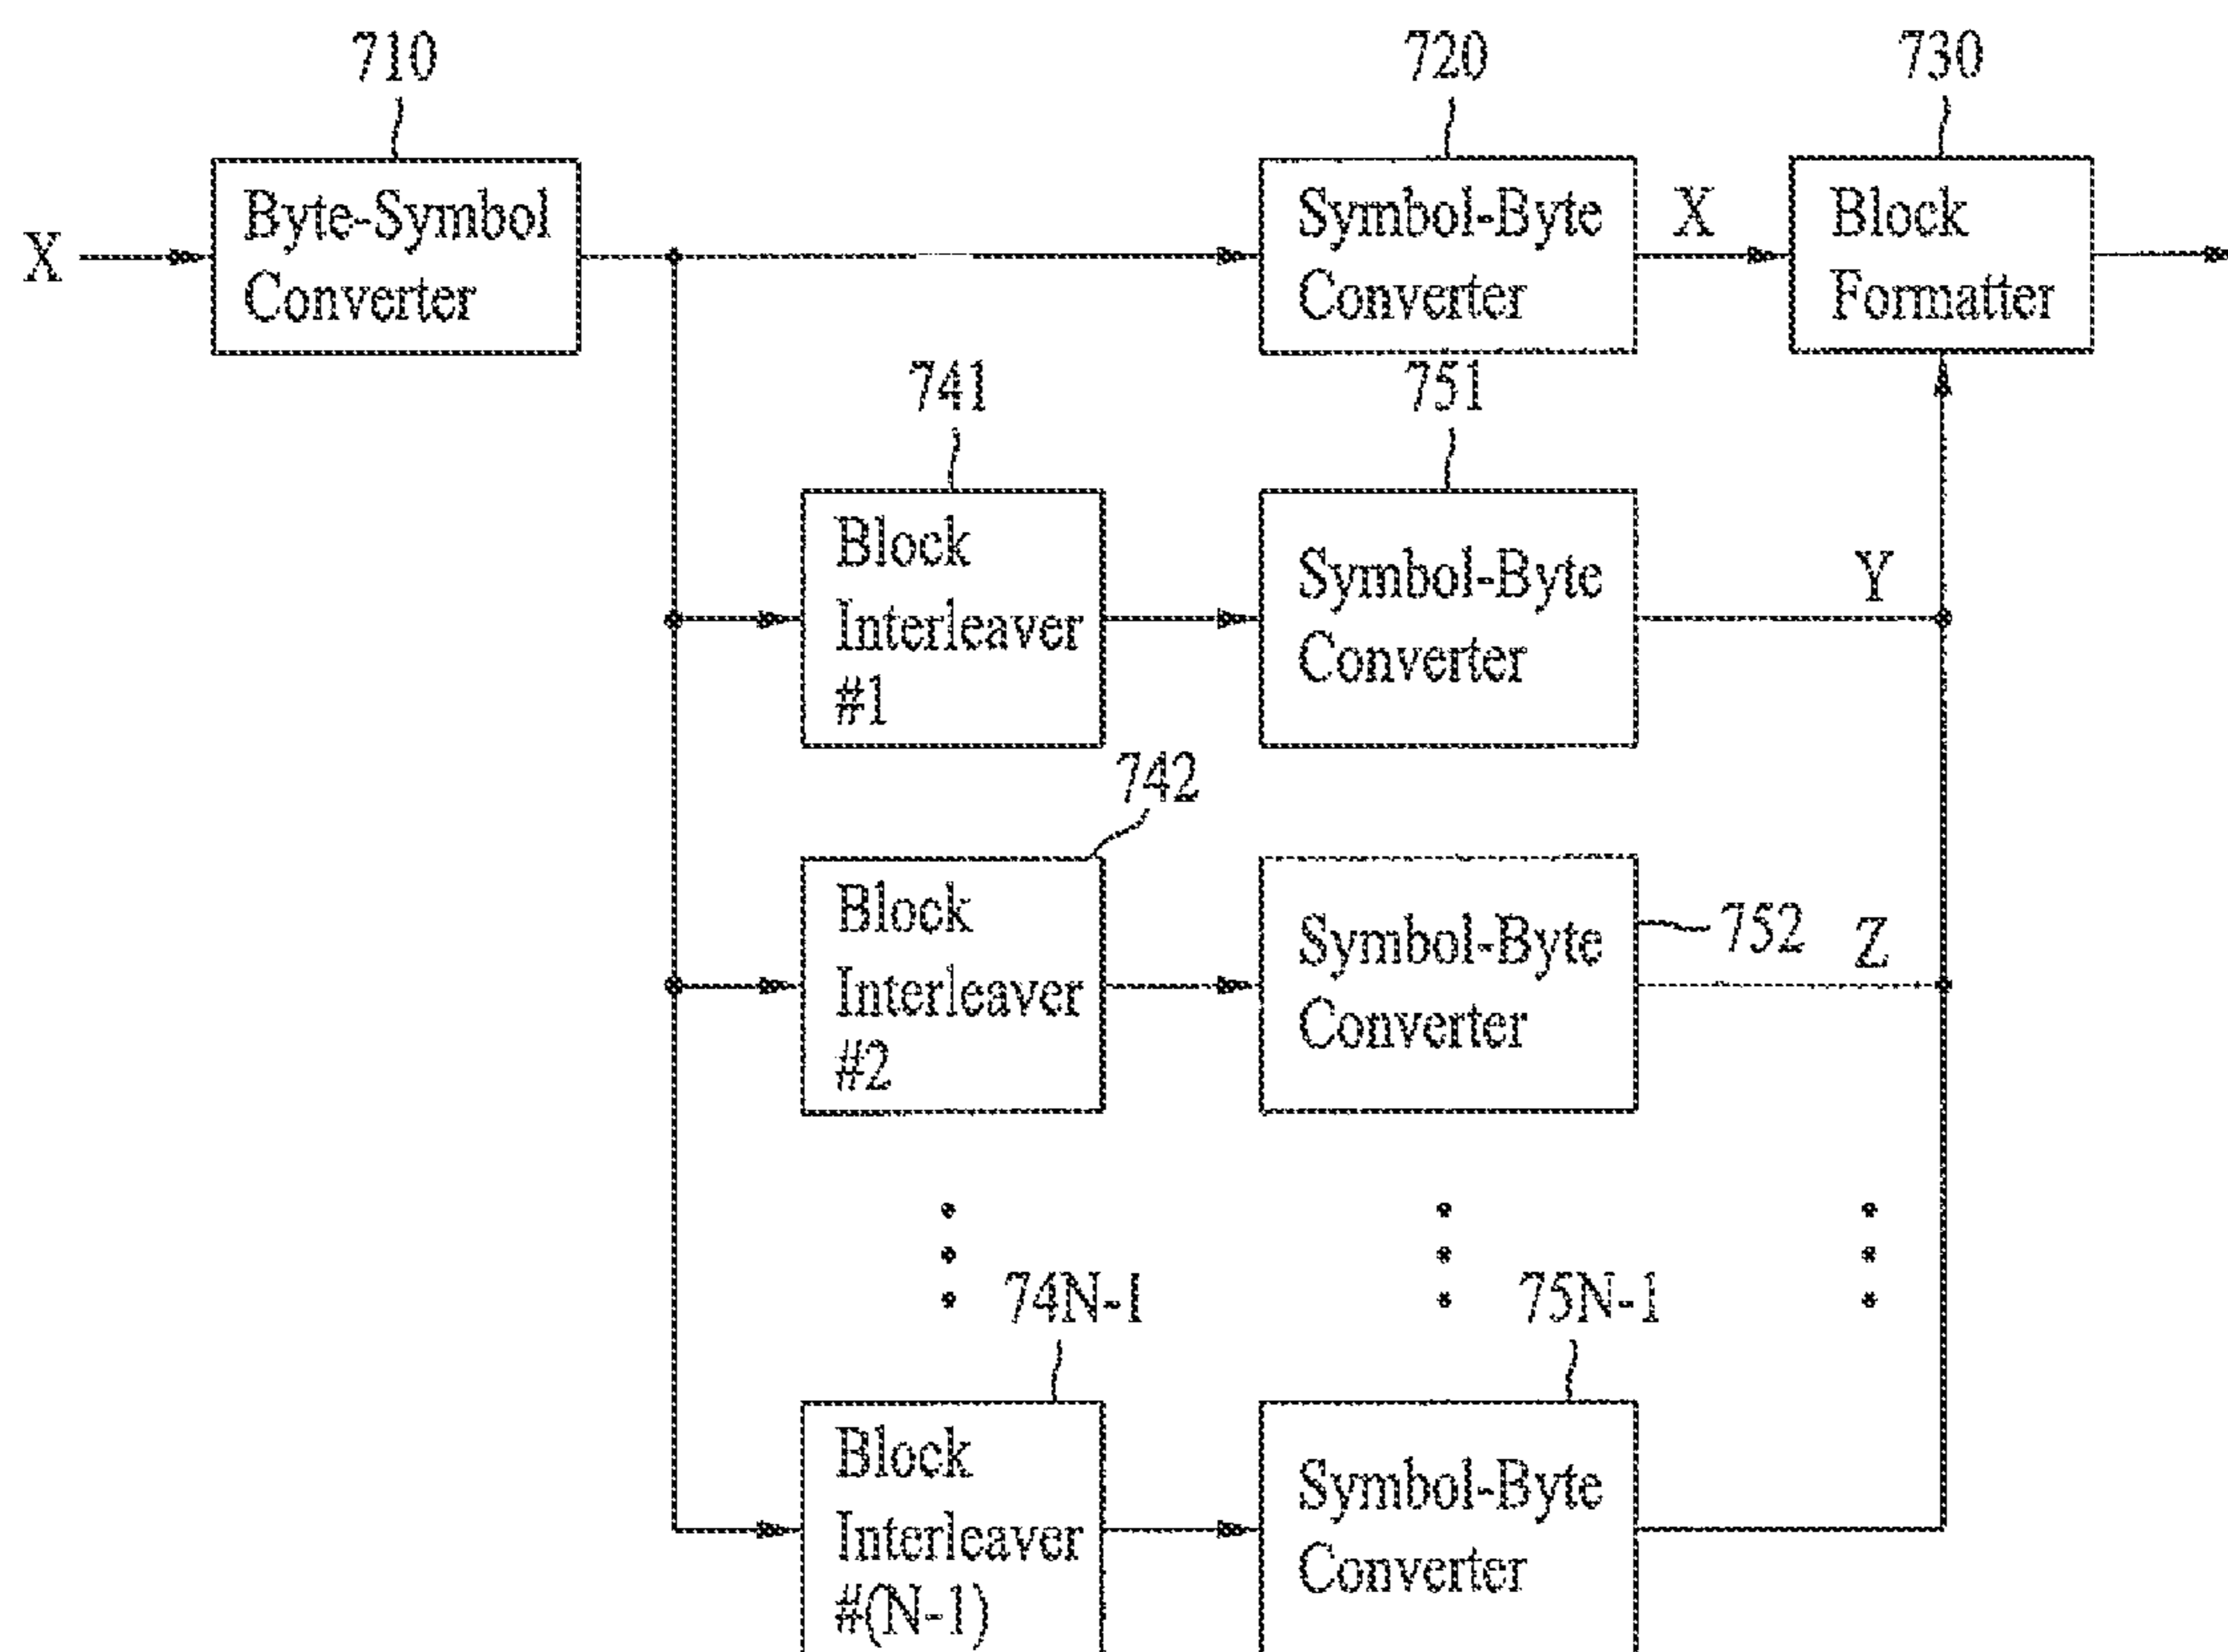 710
720
730
X
Byte-Symbol
Converter
Symbol-Byte
Converter
X
Block
Formatter
741
751
Block
Interleaver
#1
Symbol-Byte
Converter
Y
742
Block
Interleaver
#2
Symbol-Byte
Converter
752
Z
74N-1
75N-1
Block
Interleaver
#(N-1)
Symbol-Byte
Converter